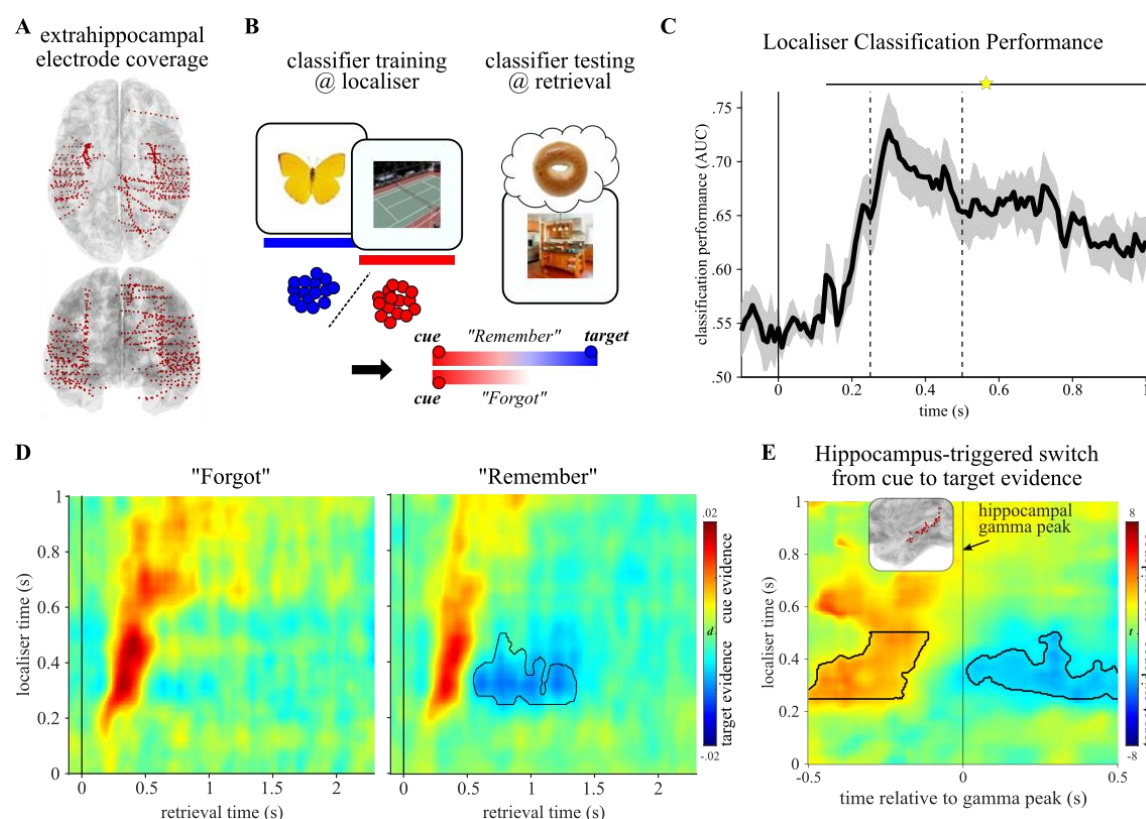 A
extrahippocampal
electrode coverage
B
classifier training
@ localiser
classifier testing
@ retrieval
cue
"Remember"
target
cue
"Forgot"
C
Localiser Classification Performance
classification performance (AUC)
.75
.70
.65
.60
.55
.50
0
0.2
0.4
0.6
0.8
1
time (s)
D
"Forgot"
localiser time (s)
1
0.8
0.6
0.4
0.2
0
0
0.5
1
1.5
2
retrieval time (s)
"Remember"
0
0.5
1
1.5
2
retrieval time (s)
.02
cue evidence
d
target evidence
-.02
E
Hippocampus-triggered switch
from cue to target evidence
hippocampal
gamma peak
localiser time (s)
1
0.8
0.6
0.4
0.2
0
-0.5
0
0.5
time relative to gamma peak (s)
8
t
-8